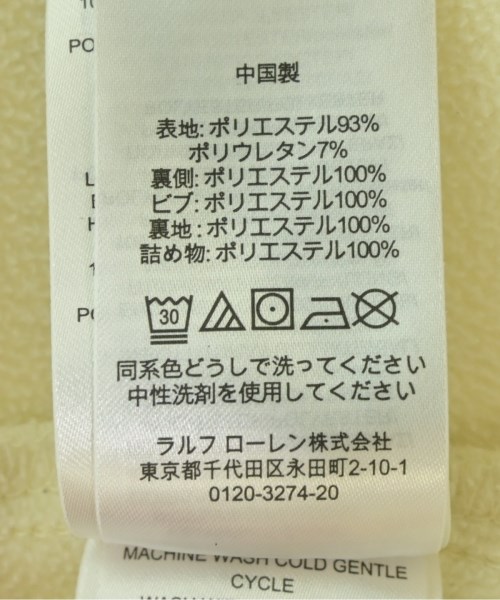 中国製
表地: ポリエステル93%
ポリウレタン7%
裏側: ポリエステル100%
ビブ: ポリエステル100%
裏地 : ポリエステル100%
詰め物: ポリエステル100%
30
同系色どうしで洗ってください
中性洗剤を使用してください
ラルフ ローレン株式会社
東京都千代田区永田町2-10-1
0120-3274-20
MACHINE WASH COLD GENTLE
CYCLE